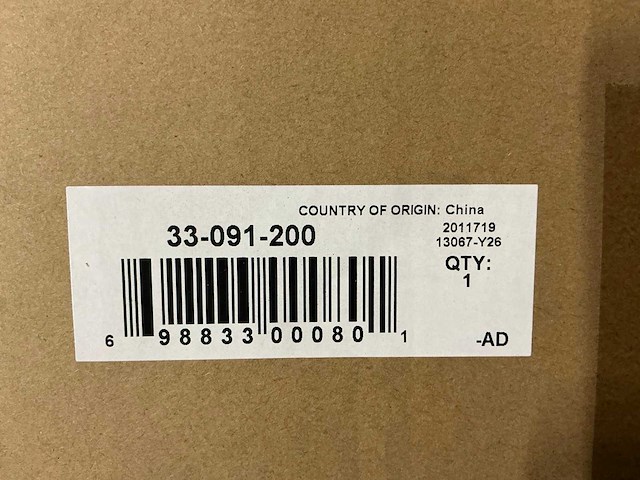 COUNTRY OF ORIGIN: China
33-091-200
2011719
13067-Y26
QTY:
1
6 98833 00080 1
-AD